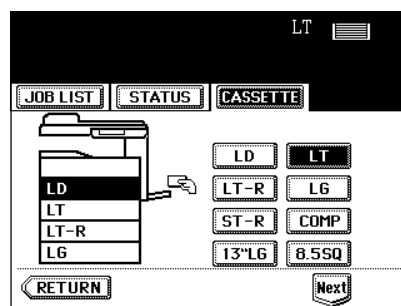 LT
JOB LIST STATUS CASSETTE
LD LT
LD LT-R LG
LT
LT-R ST-R COMP
LG 13"LG 8.5SQ
RETURN Next